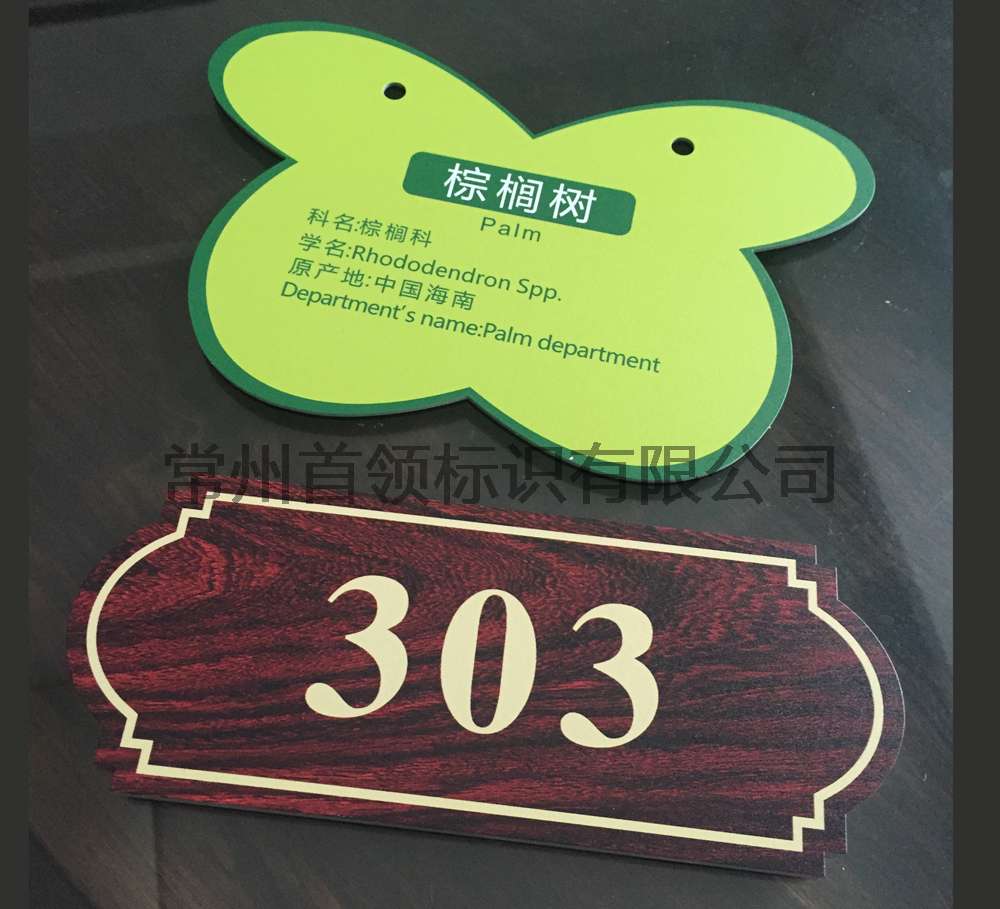 棕榈树
Palm
科名:棕榈科
学名:Rhododendron Spp.
原产地:中国海南
Department's name:Palm department
常州首领标识有限公司
303